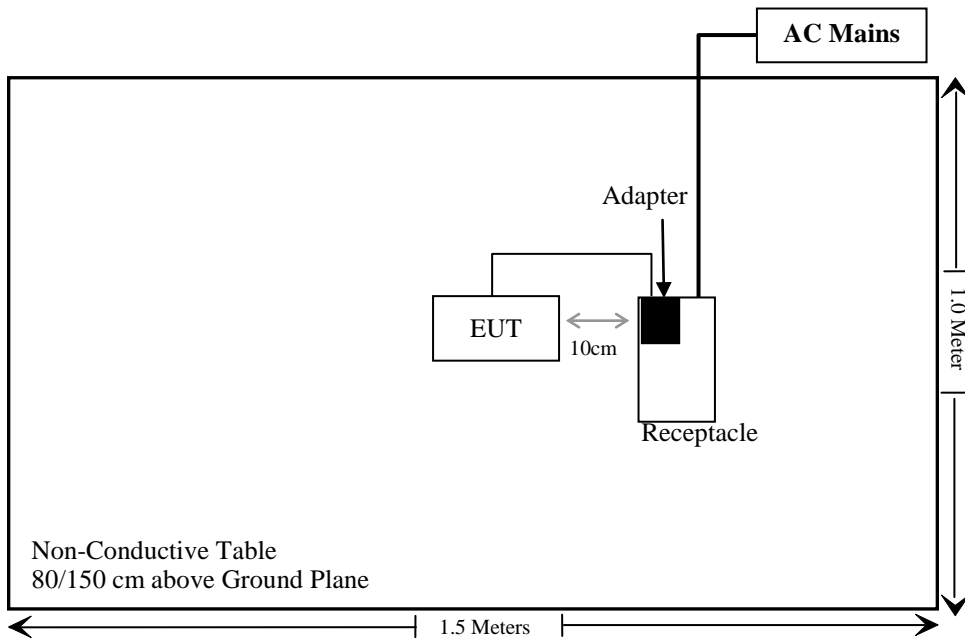 AC Mains
Adapter
EUT
10cm
1.0 Meter
Receptacle
Non-Conductive Table
80/150 cm above Ground Plane
1.5 Meters